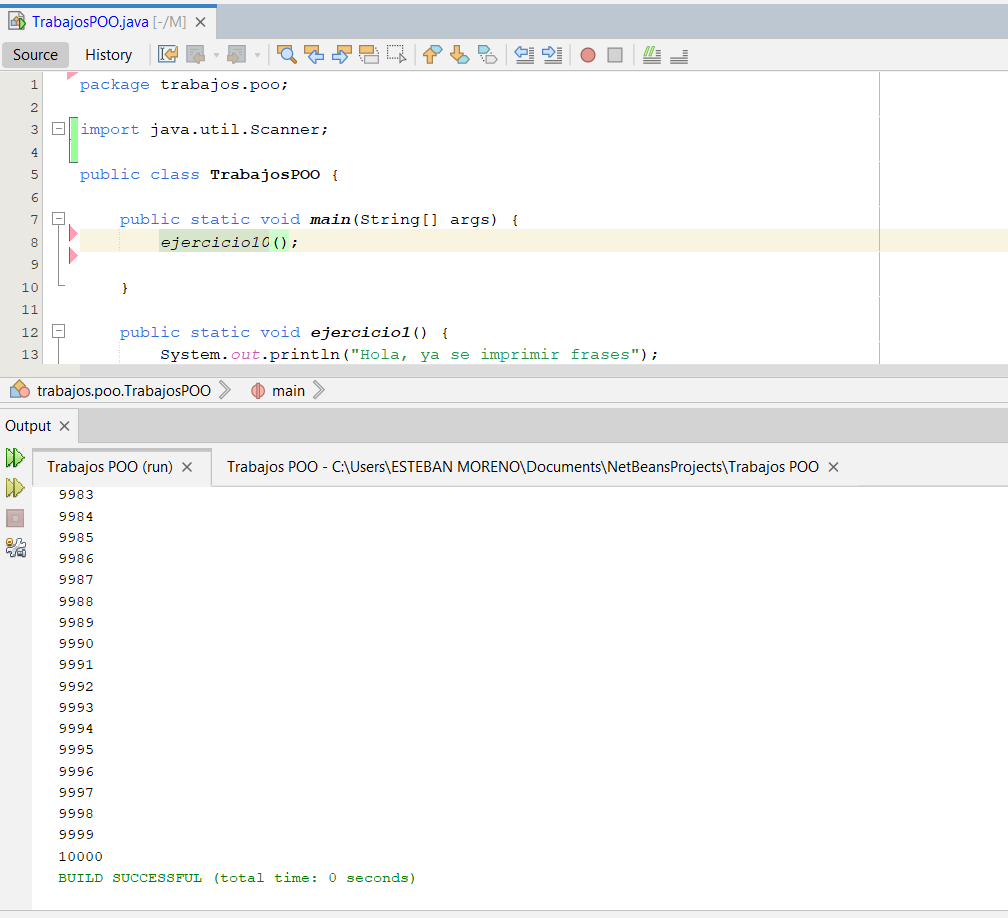 TrabajosPOO.java [-/M]
Source History
1 package trabajos.poo;
2
3 import java.util.Scanner;
4
5 public class TrabajosPOO {
6
7 public static void main(String[] args) {
8 ejercicio10();
9
10 }
11
12 public static void ejercicio1() {
13 System.out.println("Hola, ya se imprimir frases");
trabajos.poo.TrabajosPOO main
Output
Trabajos POO (run) Trabajos POO - C:\Users\ESTEBAN MORENO\Documents\NetBeansProjects\Trabajos POO
9983
9984
9985
9986
9987
9988
9989
9990
9991
9992
9993
9994
9995
9996
9997
9998
9999
10000
BUILD SUCCESSFUL (total time: 0 seconds)